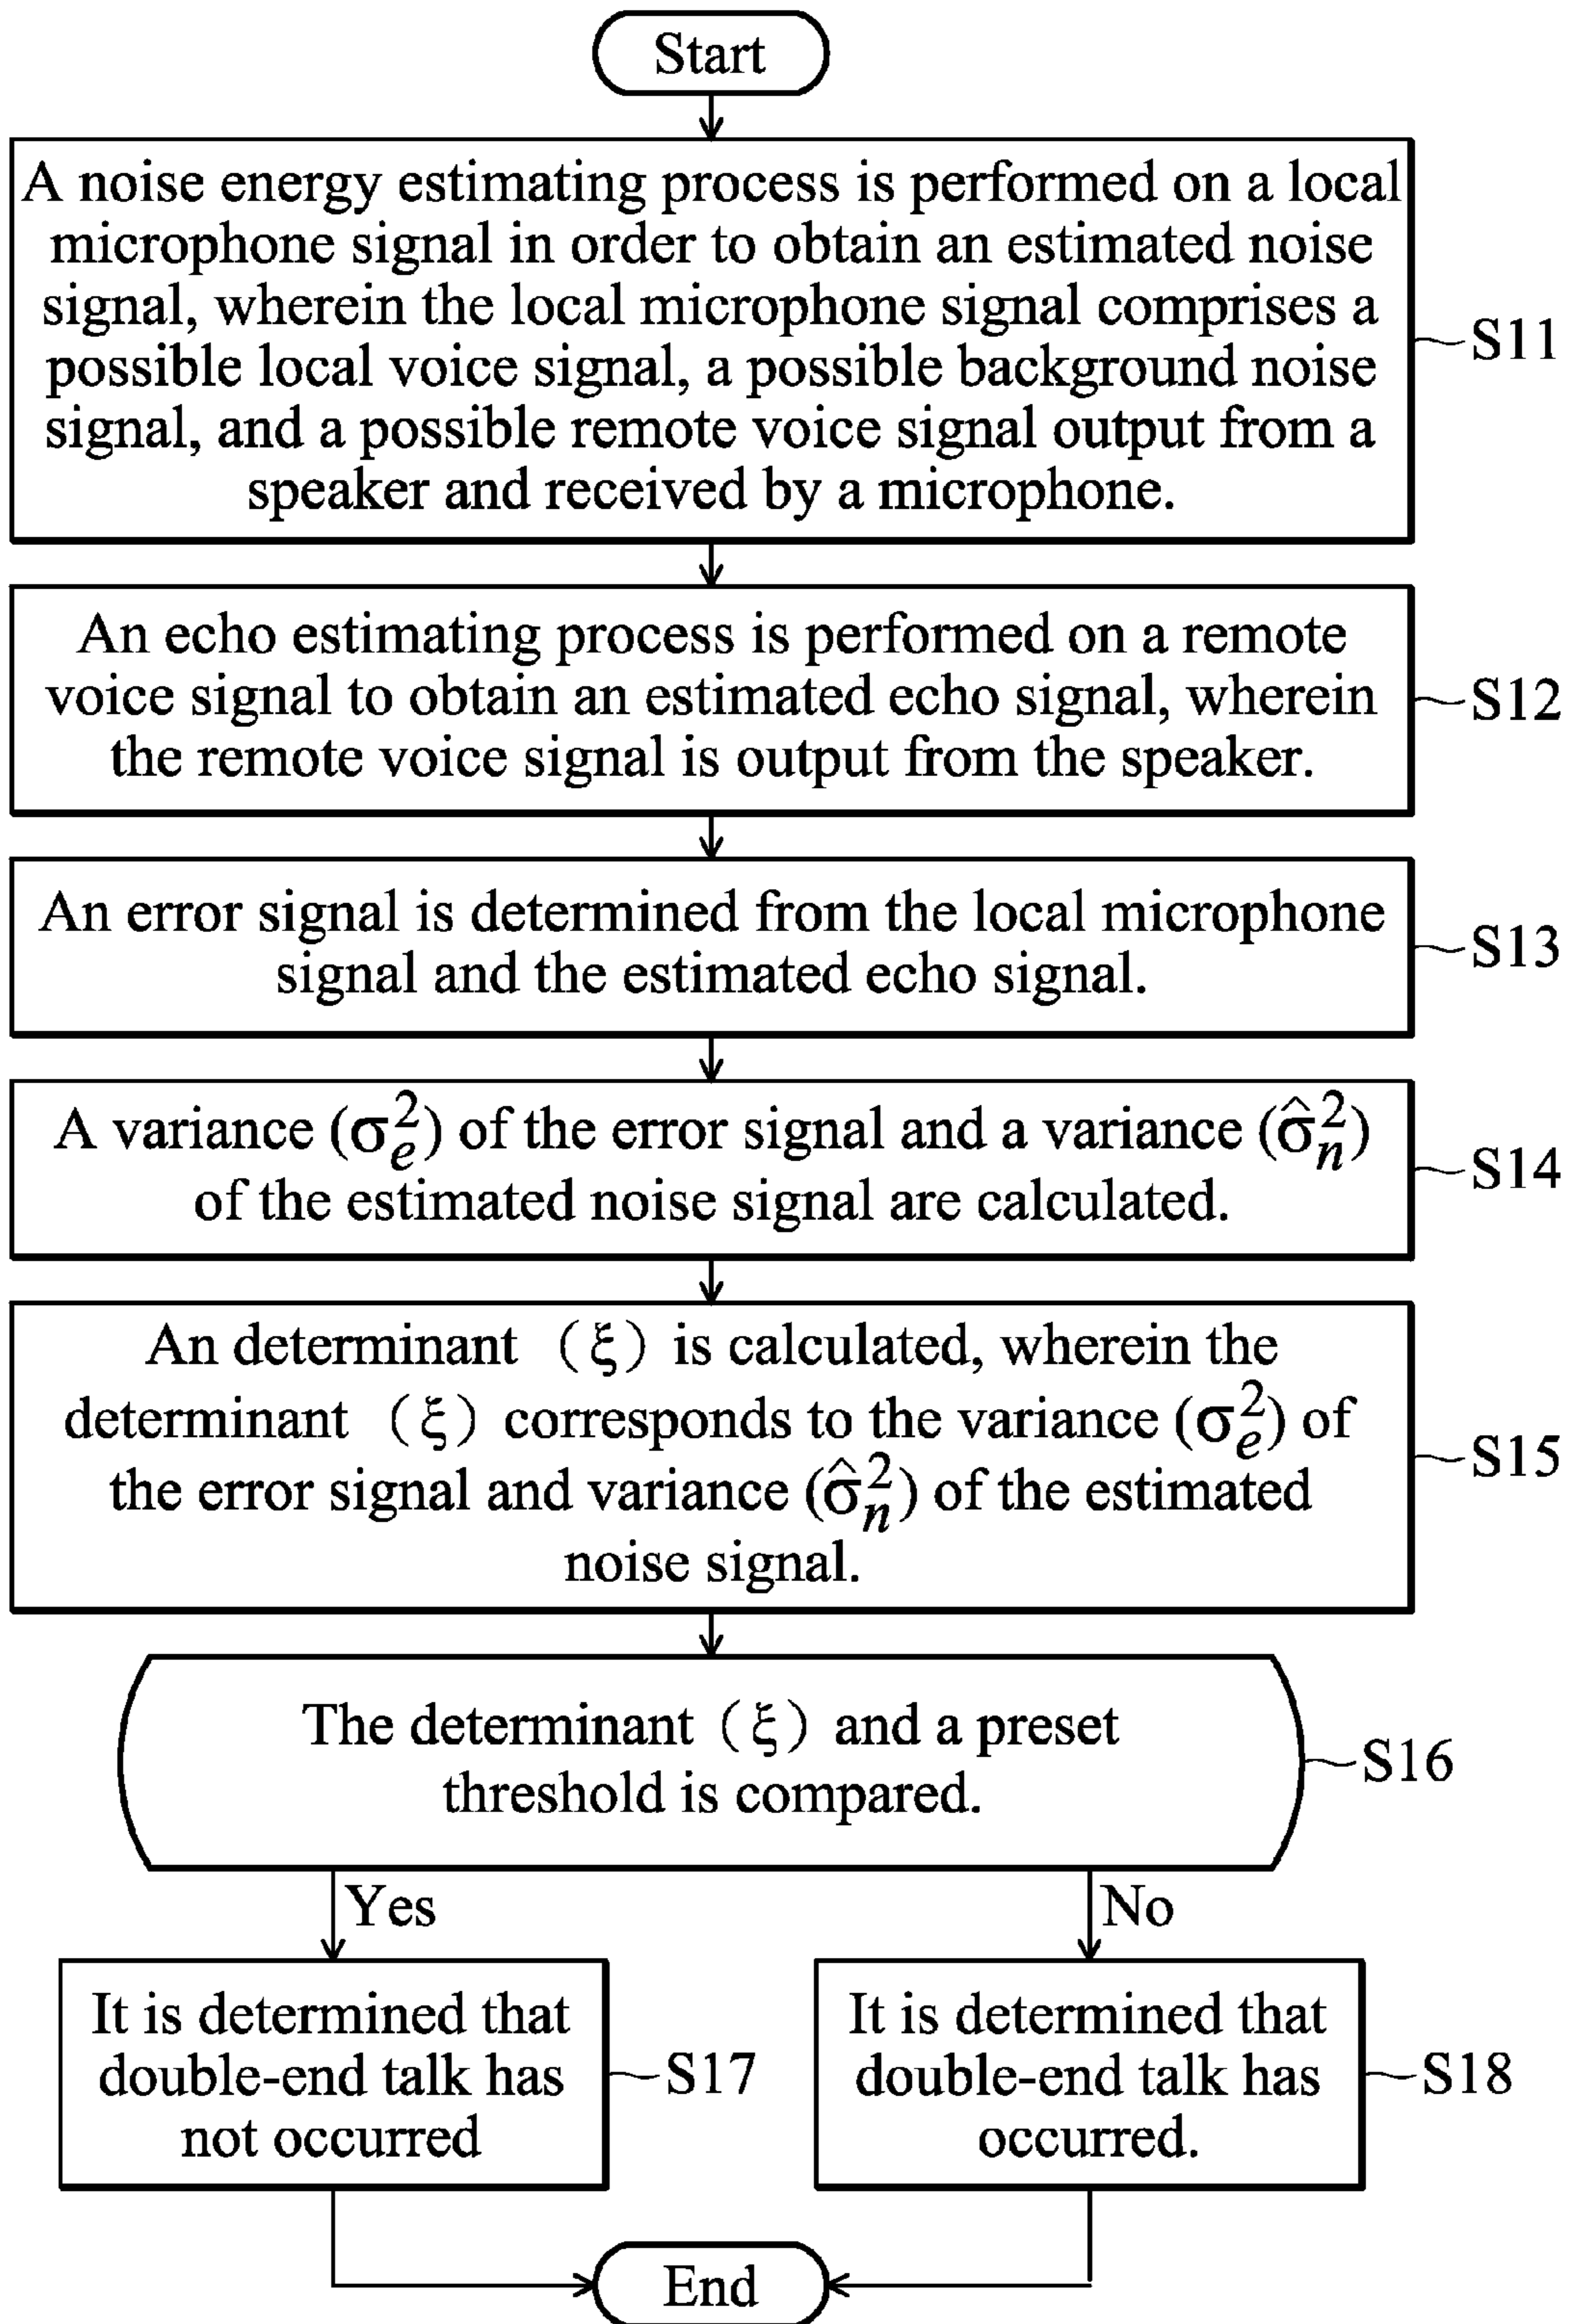 Start
A noise energy estimating process is performed on a local
microphone signal in order to obtain an estimated noise
signal, wherein the local microphone signal comprises a
possible local voice signal, a possible background noise
signal, and a possible remote voice signal output from a
speaker and received by a microphone.
S11
An echo estimating process is performed on a remote
voice signal to obtain an estimated echo signal, wherein
the remote voice signal is output from the speaker.
S12
An error signal is determined from the local microphone
signal and the estimated echo signal.
S13
A variance (σ²ₑ) of the error signal and a variance (σ̂²ₙ)
of the estimated noise signal are calculated.
S14
An determinant (ξ) is calculated, wherein the
determinant (ξ) corresponds to the variance (σ²ₑ) of
the error signal and variance (σ̂²ₙ) of the estimated
noise signal.
S15
The determinant (ξ) and a preset
threshold is compared.
S16
Yes
No
It is determined that
double-end talk has
not occurred
S17
It is determined that
double-end talk has
occurred.
S18
End